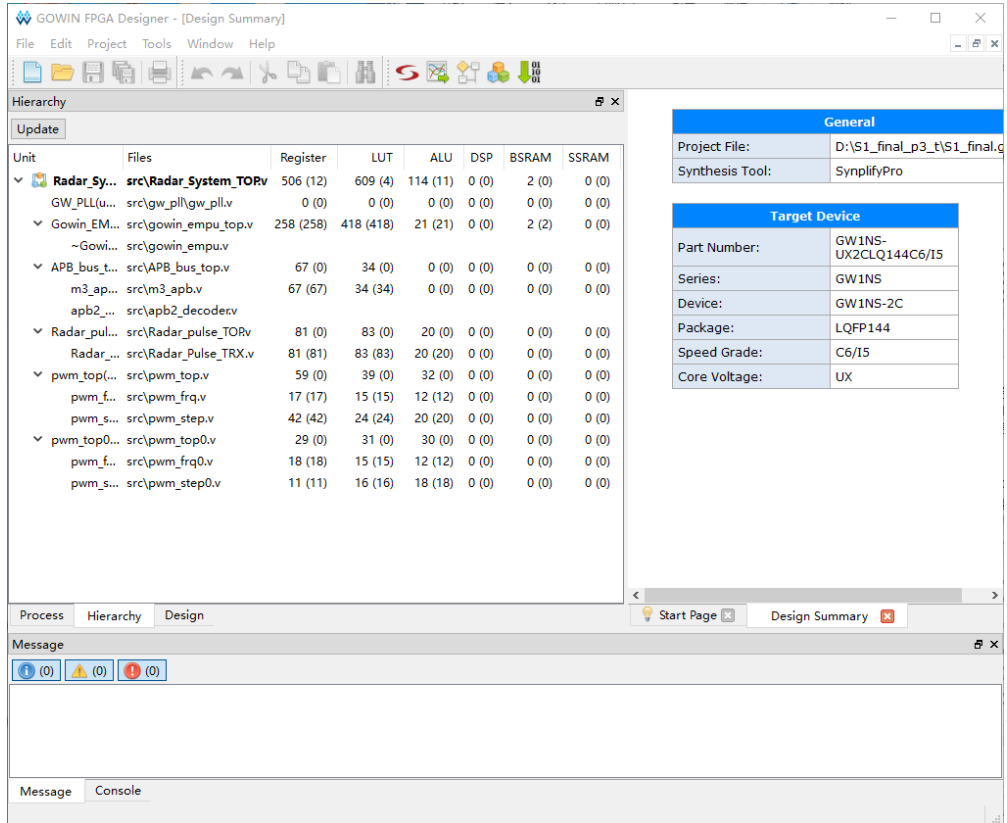 GOWIN FPGA Designer - [Design Summary]
File Edit Project Tools Window Help
Hierarchy
Update
Unit Files Register LUT ALU DSP BSRAM SSRAM
Radar_Sy... src\Radar_System_TOP.v 506 (12) 609 (4) 114 (11) 0 (0) 2 (0) 0 (0)
GW_PLL(u... src\gw_pll\gw_pll.v 0 (0) 0 (0) 0 (0) 0 (0) 0 (0) 0 (0)
Gowin_EM... src\gowin_empu_top.v 258 (258) 418 (418) 21 (21) 0 (0) 2 (2) 0 (0)
~Gowi... src\gowin_empu.v
APB_bus_t... src\APB_bus_top.v 67 (0) 34 (0) 0 (0) 0 (0) 0 (0) 0 (0)
m3_ap... src\m3_apb.v 67 (67) 34 (34) 0 (0) 0 (0) 0 (0) 0 (0)
apb2_... src\apb2_decoder.v
Radar_pul... src\Radar_pulse_TOP.v 81 (0) 83 (0) 20 (0) 0 (0) 0 (0) 0 (0)
Radar_... src\Radar_Pulse_TRX.v 81 (81) 83 (83) 20 (20) 0 (0) 0 (0) 0 (0)
pwm_top(... src\pwm_top.v 59 (0) 39 (0) 32 (0) 0 (0) 0 (0) 0 (0)
pwm_f... src\pwm_frq.v 17 (17) 15 (15) 12 (12) 0 (0) 0 (0) 0 (0)
pwm_s... src\pwm_step.v 42 (42) 24 (24) 20 (20) 0 (0) 0 (0) 0 (0)
pwm_top0... src\pwm_top0.v 29 (0) 31 (0) 30 (0) 0 (0) 0 (0) 0 (0)
pwm_f... src\pwm_frq0.v 18 (18) 15 (15) 12 (12) 0 (0) 0 (0) 0 (0)
pwm_s... src\pwm_step0.v 11 (11) 16 (16) 18 (18) 0 (0) 0 (0) 0 (0)
Process Hierarchy Design
General
Project File: D:\S1_final_p3_t\S1_final.g
Synthesis Tool: SynplifyPro
Target Device
Part Number: GW1NS-
UX2CLQ144C6/I5
Series: GW1NS
Device: GW1NS-2C
Package: LQFP144
Speed Grade: C6/I5
Core Voltage: UX
Start Page Design Summary
Message
(0) (0) (0)
Message Console